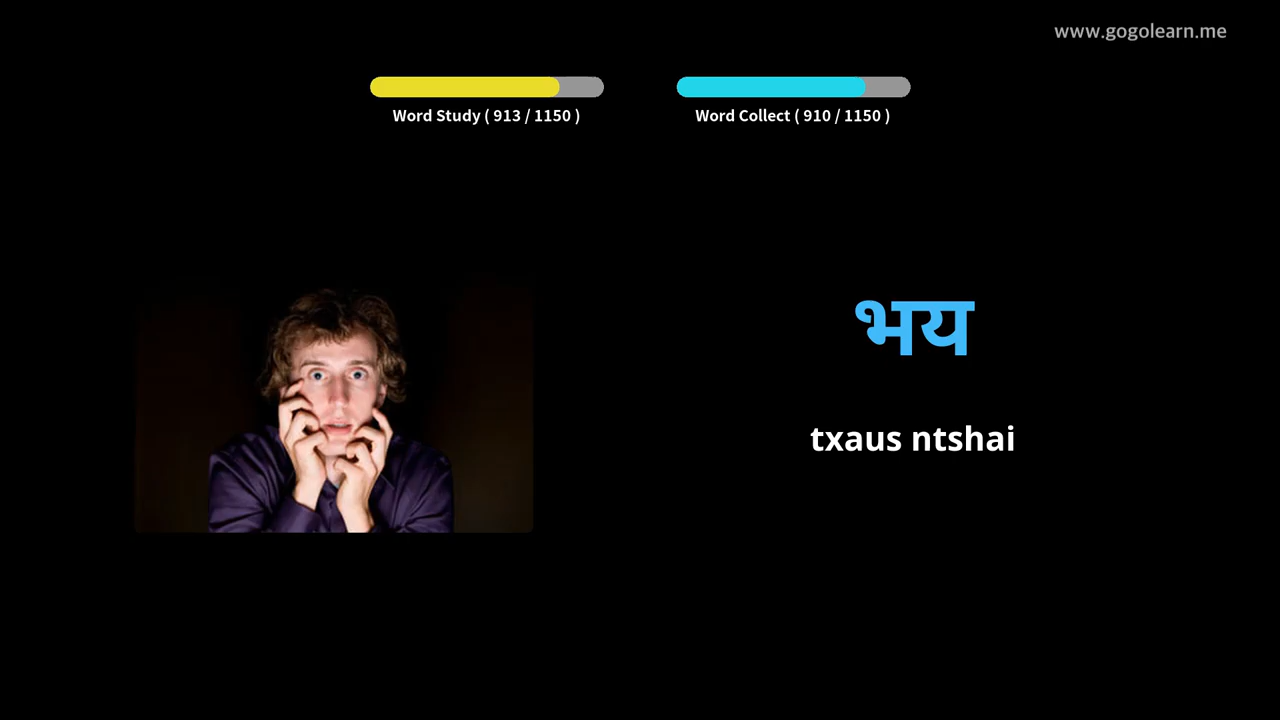 www.gogolearn.me
Word Study ( 913 / 1150 )
Word Collect ( 910 / 1150 )
भय
txaus ntshai